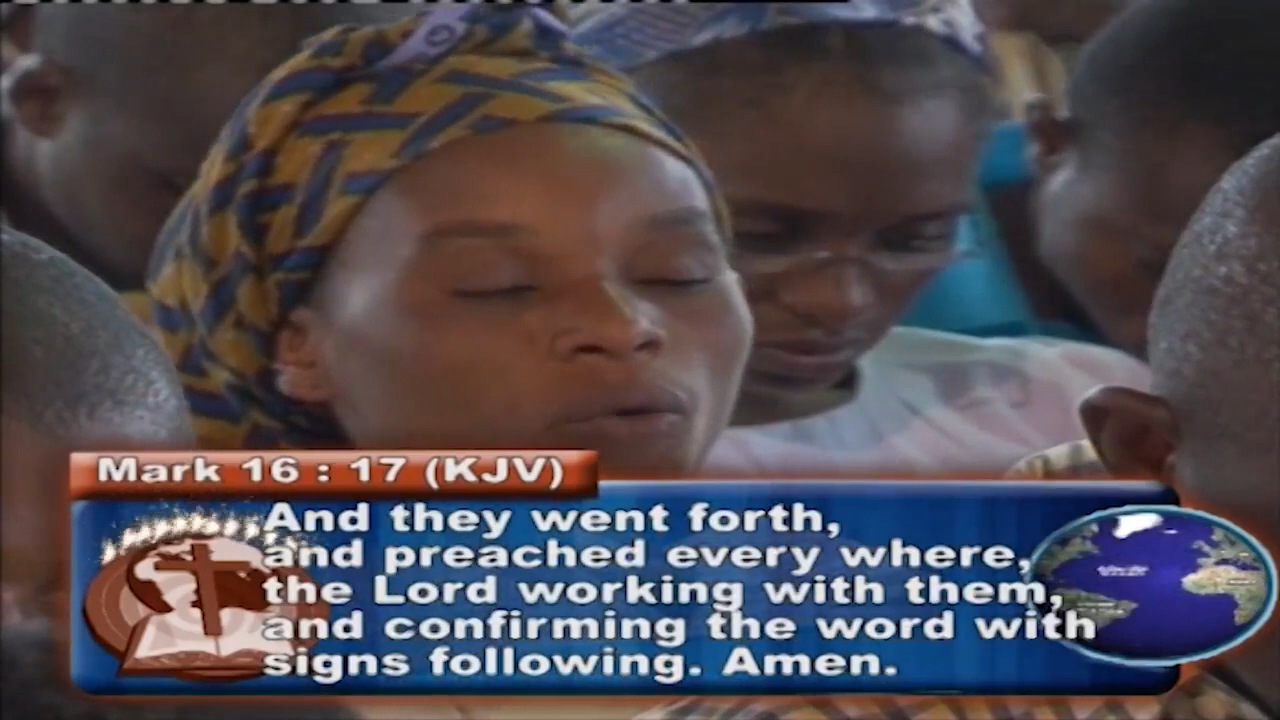 Mark 16 : 17 (KJV)
And they went forth,
and preached every where,
the Lord working with them,
and confirming the word with
signs following. Amen.